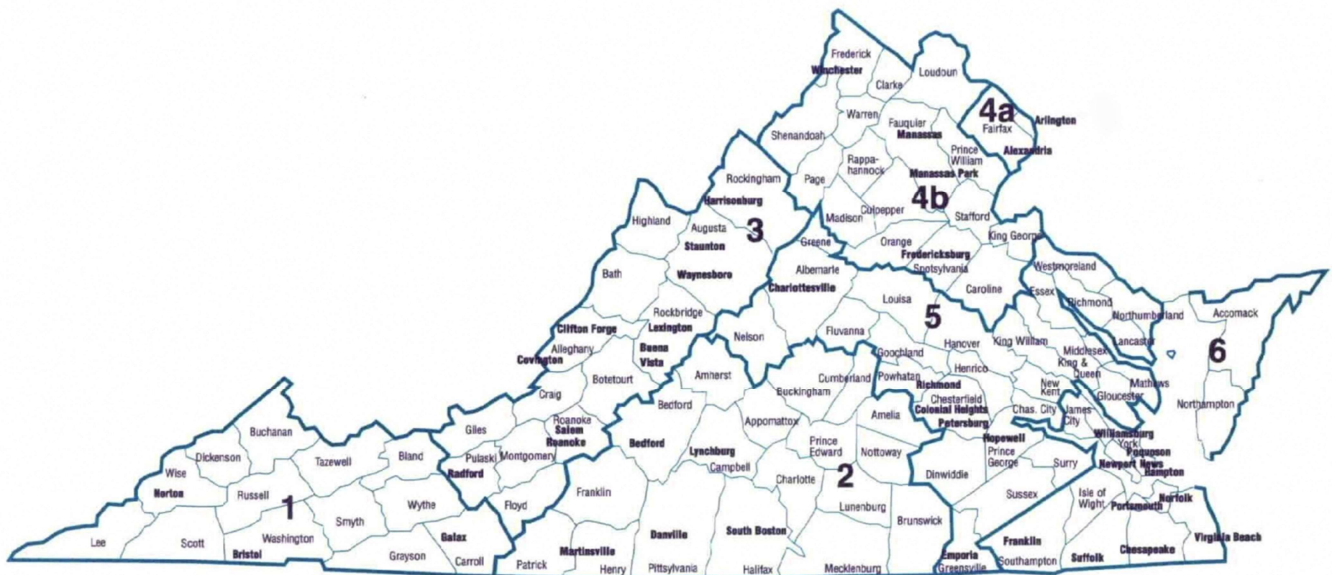 Frederick
Winchester
Clarke
Loudoun
4a
Fairfax
Arlington
Alexandria
Warren
Fauquier
Manassas
Shenandoah
Prince
William
Rappa-
hannock
Manassas Park
Page
4b
Culpepper
Madison
Stafford
King George
Orange
Fredericksburg
Spotsylvania
Caroline
Rockingham
Harrisonburg
Highland
Augusta
3
Staunton
Bath
Waynesboro
Rockbridge
Lexington
Clifton Forge
Alleghany
Covington
Buena
Vista
Botetourt
Craig
Roanoke
Salem
Roanoke
Giles
Pulaski
Montgomery
Radford
Floyd
Greene
Albemarle
Charlottesville
Nelson
Louisa
Fluvanna
5
Goochland
Hanover
Powhatan
Richmond
Henrico
Chesterfield
Colonial Heights
Petersburg
King William
King &
Queen
New
Kent
Chas. City
James
City
Hopewell
Prince
George
Surry
Dinwiddie
Sussex
Emporia
Greensville
Westmoreland
Essex
Richmond
Northumberland
Lancaster
Middlesex
Mathews
Gloucester
6
Accomack
Northampton
Williamsburg
York
Poquoson
Newport News
Hampton
Isle of
Wight
Norfolk
Portsmouth
Virginia Beach
Chesapeake
Suffolk
Franklin
Southampton
Amherst
Bedford
Bedford
Lynchburg
Campbell
Appomattox
Buckingham
Cumberland
Amelia
Prince
Edward
Nottoway
Charlotte
2
Lunenburg
Brunswick
Mecklenburg
Halifax
South Boston
Danville
Pittsylvania
Franklin
Martinsville
Henry
Patrick
Buchanan
Dickenson
Wise
Norton
Tazewell
Bland
Russell
1
Wythe
Smyth
Washington
Bristol
Lee
Scott
Grayson
Galax
Carroll